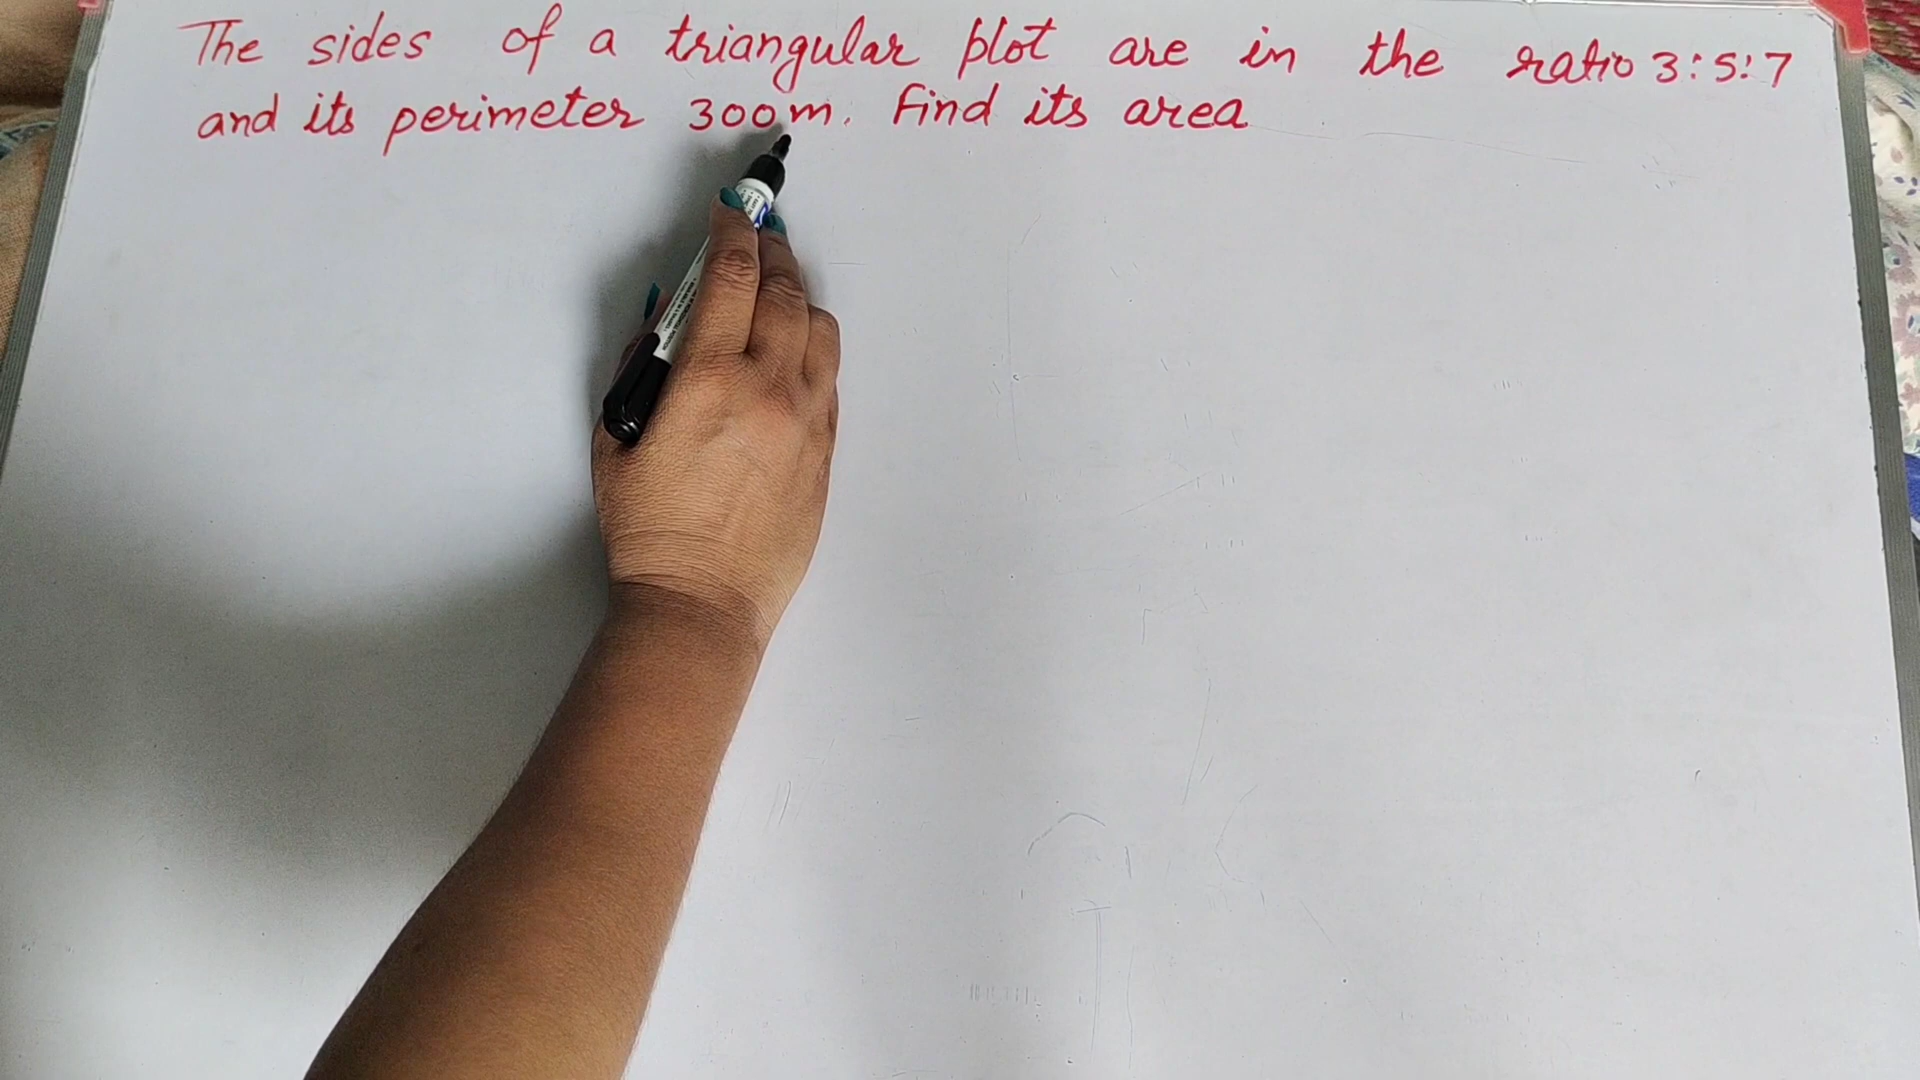 The sides of a triangular plot are in the ratio 3:5:7
and its perimeter 300m. Find its area